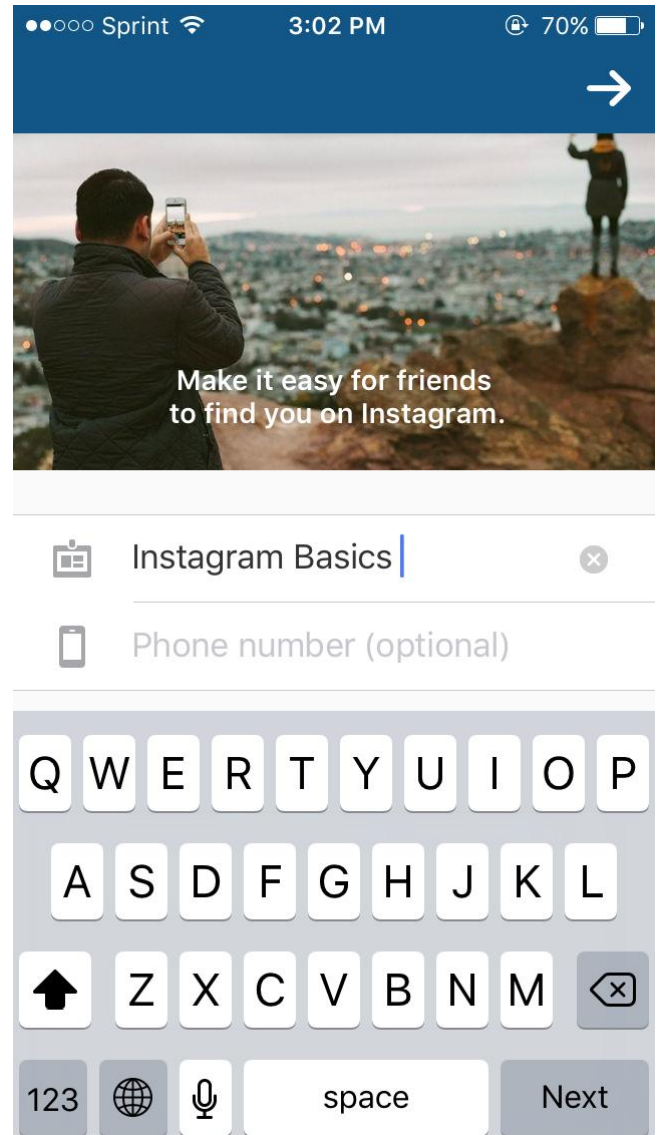 Sprint 3:02 PM 70%
Make it easy for friends
to find you on Instagram.
Instagram Basics
Phone number (optional)
Q W E R T Y U I O P
A S D F G H J K L
Z X C V B N M
123 space Next